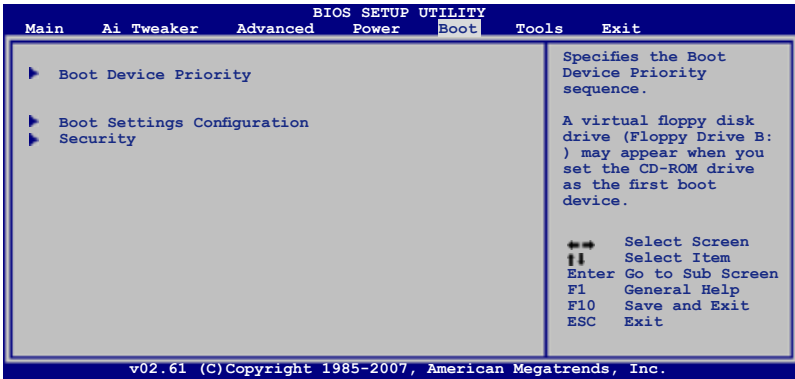 BIOS SETUP UTILITY
Main Ai Tweaker Advanced Power Boot Tools Exit
Boot Device Priority
Boot Settings Configuration
Security
Specifies the Boot
Device Priority
sequence.
A virtual floppy disk
drive (Floppy Drive B:
) may appear when you
set the CD-ROM drive
as the first boot
device.
Select Screen
Select Item
Enter Go to Sub Screen
F1 General Help
F10 Save and Exit
ESC Exit
v02.61 (C)Copyright 1985-2007, American Megatrends, Inc.